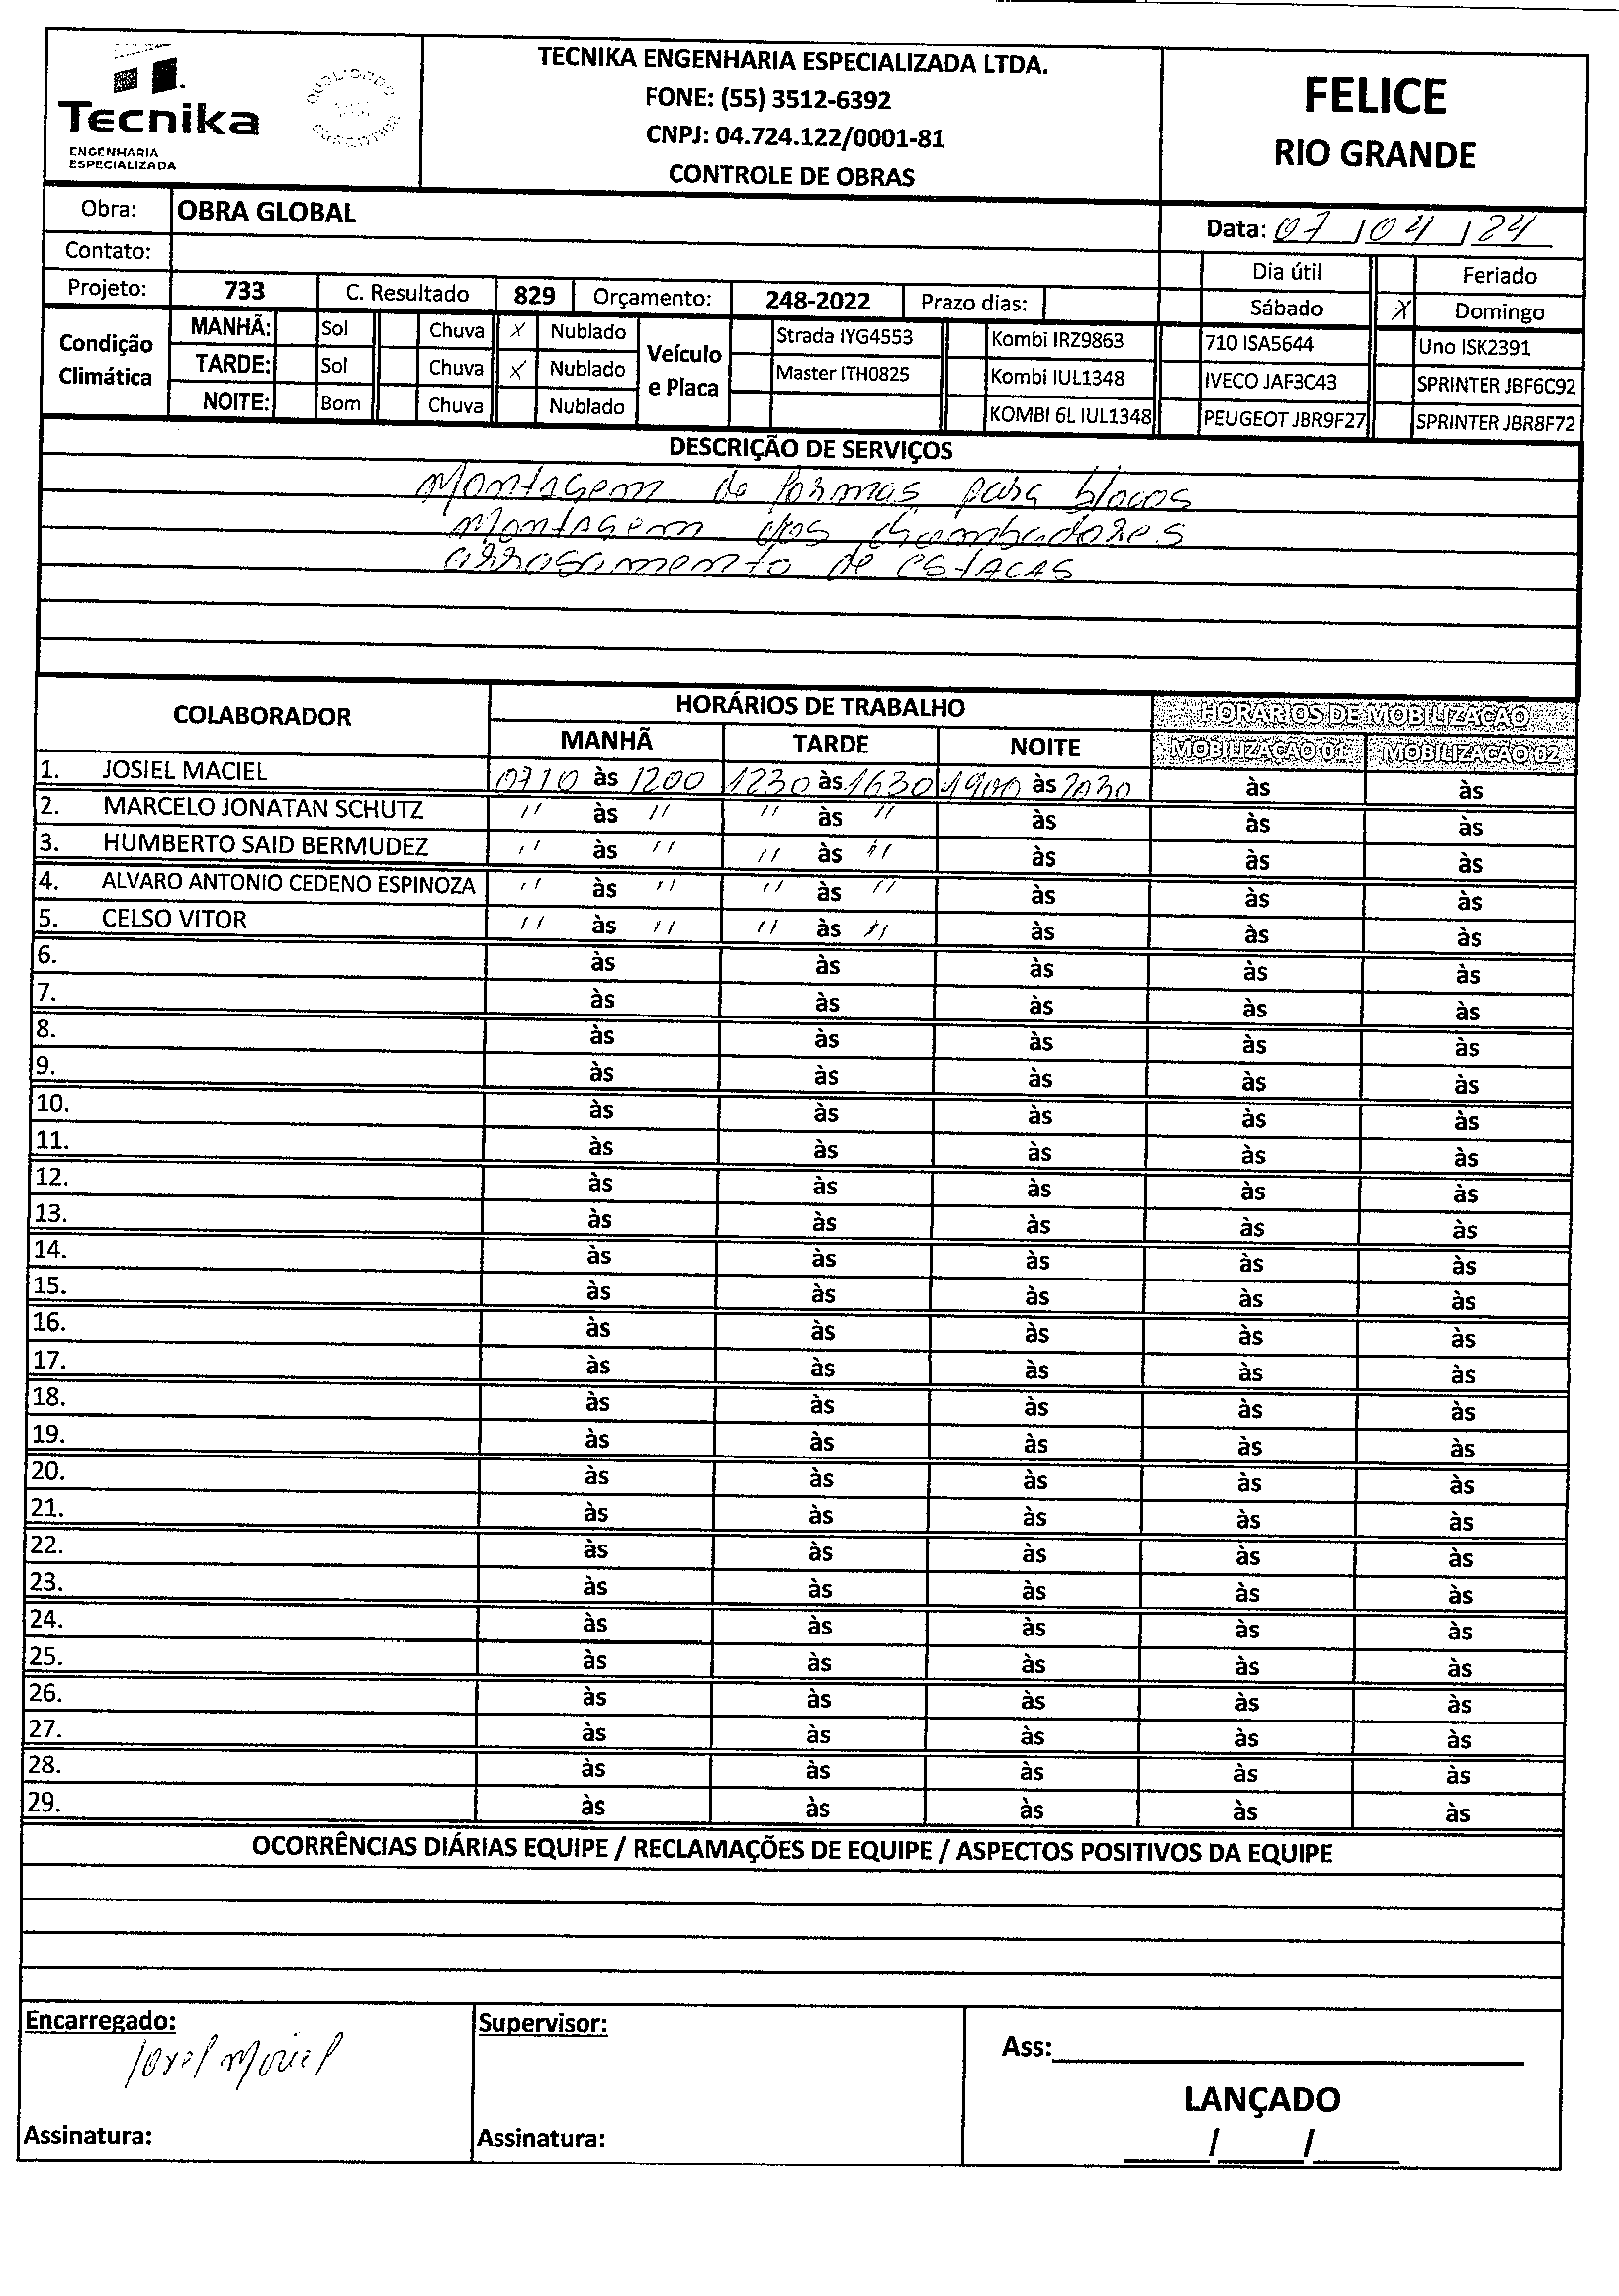 Tecnika
ENGENHARIA
ESPECIALIZADA
TECNIKA ENGENHARIA ESPECIALIZADA LTDA.
FONE: (55) 3512-6392
CNPJ: 04.724.122/0001-81
CONTROLE DE OBRAS
FELICE
RIO GRANDE
Obra: OBRA GLOBAL
Data: 07/04/24
Contato:
Dia útil Feriado
Projeto: 733 C. Resultado 829 Orçamento: 248-2022 Prazo dias:
Sábado X Domingo
Condição Climática
MANHÃ: Sol Chuva X Nublado
TARDE: Sol Chuva X Nublado
NOITE: Bom Chuva Nublado
Veículo e Placa
Strada IYG4553 Kombi IRZ9863 710 ISA5644 Uno ISK2391
Master ITH0825 Kombi IUL1348 IVECO JAF3C43 SPRINTER JBF6C92
KOMBI 6L IUL1348 PEUGEOT JBR9F27 SPRINTER JBR8F72
DESCRIÇÃO DE SERVIÇOS
Montagem de formas para blocos
Montagem dos
arrasamento de estacas
COLABORADOR HORÁRIOS DE TRABALHO HORÁRIOS DE MOBILIZAÇÃO
MANHÃ TARDE NOITE MOBILIZAÇÃO 01 MOBILIZAÇÃO 02
1. JOSIEL MACIEL 0710 às 1200 1230 às 1630 1900 às 2030 às às
2. MARCELO JONATAN SCHUTZ " às " " às " às às às
3. HUMBERTO SAID BERMUDEZ " às " " às " às às às
4. ALVARO ANTONIO CEDENO ESPINOZA " às " " às " às às às
5. CELSO VITOR " às " " às " às às às
6. às às às às às
7. às às às às às
8. às às às às às
9. às às às às às
10. às às às às às
11. às às às às às
12. às às às às às
13. às às às às às
14. às às às às às
15. às às às às às
16. às às às às às
17. às às às às às
18. às às às às às
19. às às às às às
20. às às às às às
21. às às às às às
22. às às às às às
23. às às às às às
24. às às às às às
25. às às às às às
26. às às às às às
27. às às às às às
28. às às às às às
29. às às às às às
OCORRÊNCIAS DIÁRIAS EQUIPE / RECLAMAÇÕES DE EQUIPE / ASPECTOS POSITIVOS DA EQUIPE
Encarregado:
Supervisor:
Ass:
LANÇADO
Assinatura:
Assinatura:
/ /